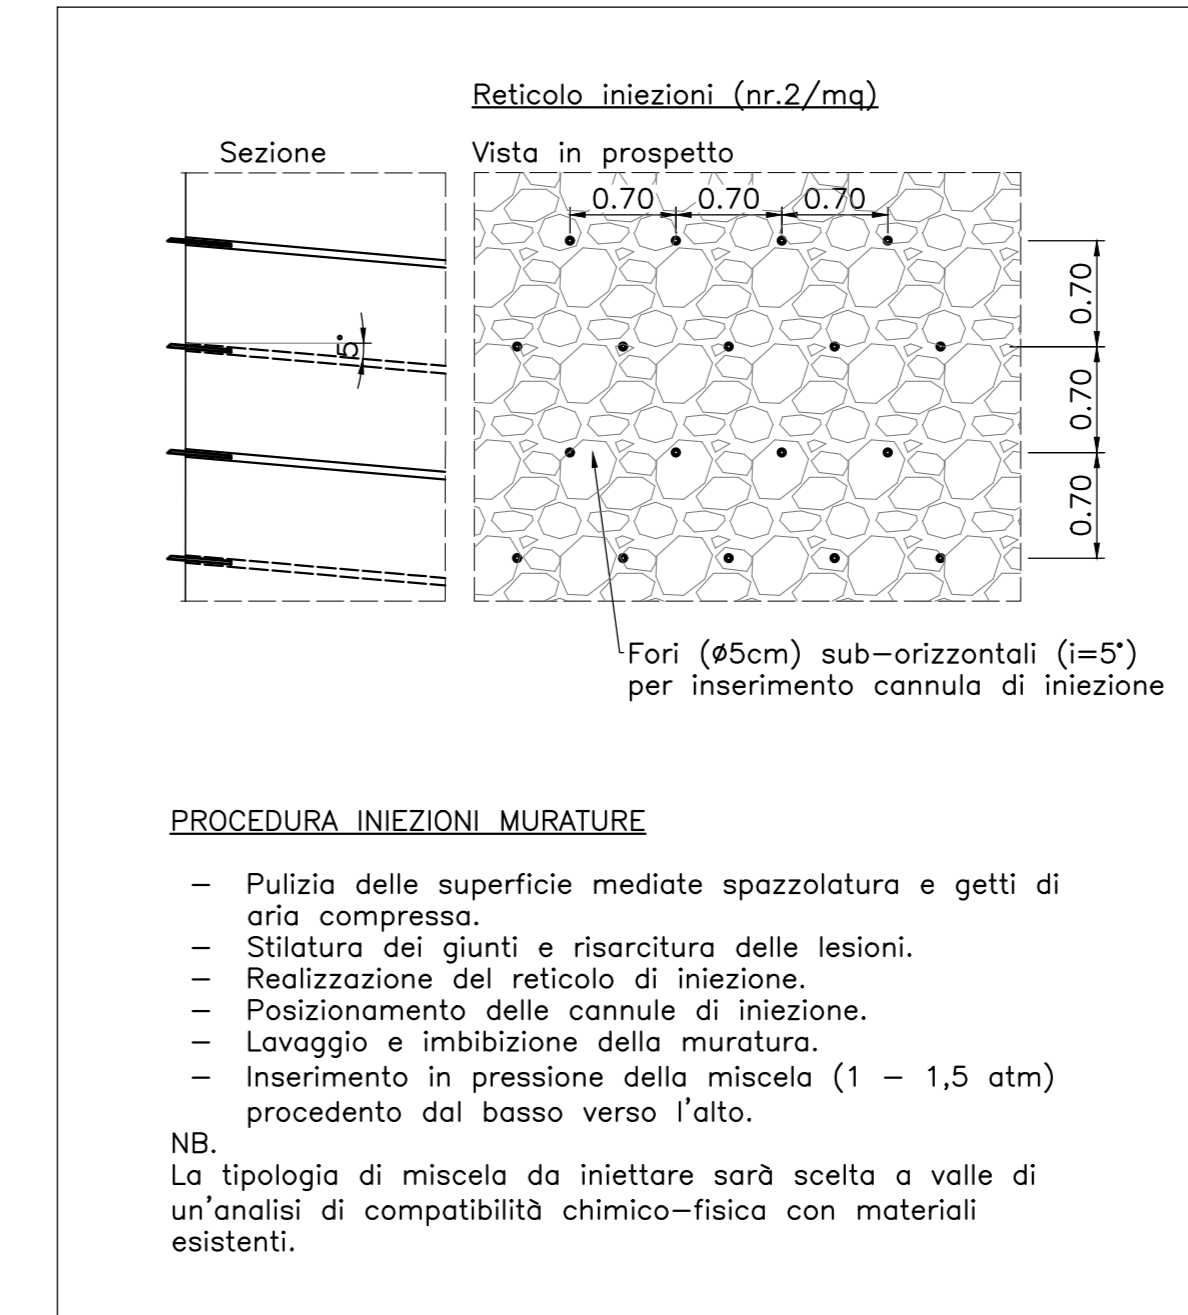 Reticolo iniezioni (nr.2/mq)
Sezione
Vista in prospetto
0.70 0.70 0.70
0.70
5°
0.70
0.70
Fori (ø5cm) sub-orizzontali (i=5°)
per inserimento cannula di iniezione
PROCEDURA INIEZIONI MURATURE
- Pulizia delle superficie mediate spazzolatura e getti di
aria compressa.
- Stilatura dei giunti e risarcitura delle lesioni.
- Realizzazione del reticolo di iniezione.
- Posizionamento delle cannule di iniezione.
- Lavaggio e imbibizione della muratura.
- Inserimento in pressione della miscela (1 - 1,5 atm)
procedento dal basso verso l'alto.
NB.
La tipologia di miscela da iniettare sarà scelta a valle di
un'analisi di compatibilità chimico-fisica con materiali
esistenti.